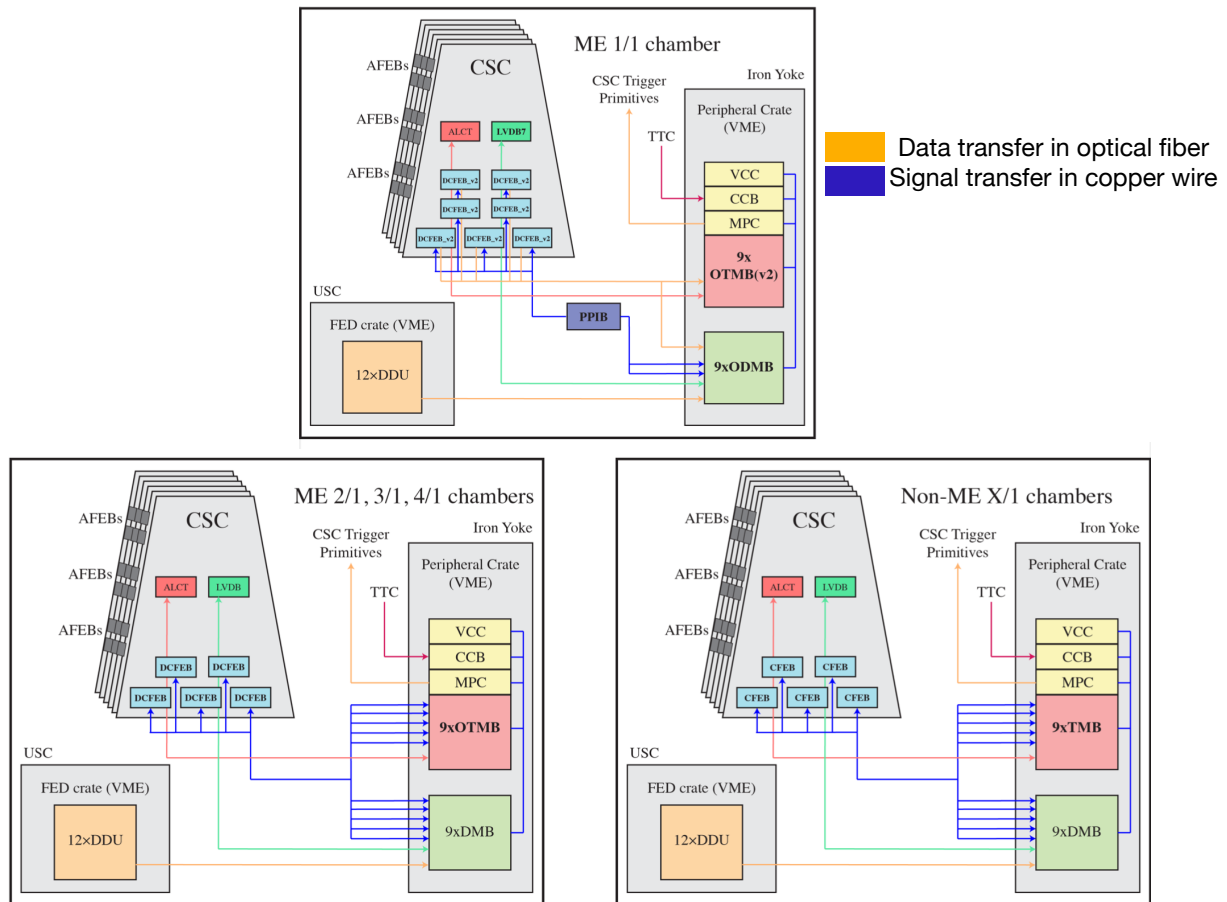 ME 1/1 chamber
AFEBs
AFEBs
AFEBs
CSC
CSC Trigger
Primitives
Iron Yoke
Peripheral Crate
(VME)
TTC
ALCT
LVDB7
DCFEB_v2
DCFEB_v2
DCFEB_v2
DCFEB_v2
DCFEB_v2
DCFEB_v2
DCFEB_v2
VCC
CCB
MPC
9x
OTMB(v2)
PPIB
9xODMB
USC
FED crate (VME)
12×DDU
Data transfer in optical fiber
Signal transfer in copper wire
ME 2/1, 3/1, 4/1 chambers
AFEBs
AFEBs
AFEBs
CSC
CSC Trigger
Primitives
Iron Yoke
Peripheral Crate
(VME)
TTC
ALCT
LVDB
DCFEB
DCFEB
DCFEB
DCFEB
DCFEB
VCC
CCB
MPC
9xOTMB
9xDMB
USC
FED crate (VME)
12×DDU
Non-ME X/1 chambers
AFEBs
AFEBs
AFEBs
CSC
CSC Trigger
Primitives
Iron Yoke
Peripheral Crate
(VME)
TTC
ALCT
LVDB
CFEB
CFEB
CFEB
CFEB
CFEB
VCC
CCB
MPC
9xTMB
9xDMB
USC
FED crate (VME)
12×DDU